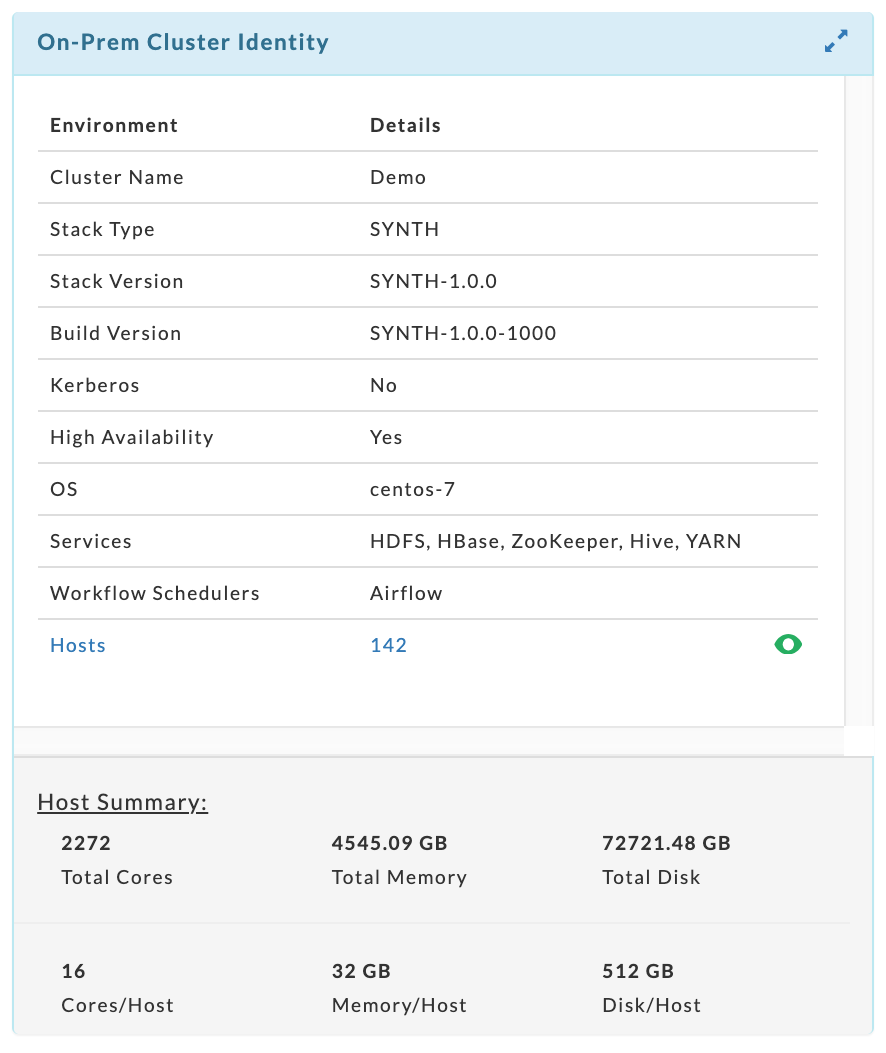 On-Prem Cluster Identity
Environment Details
Cluster Name Demo
Stack Type SYNTH
Stack Version SYNTH-1.0.0
Build Version SYNTH-1.0.0-1000
Kerberos No
High Availability Yes
OS centos-7
Services HDFS, HBase, ZooKeeper, Hive, YARN
Workflow Schedulers Airflow
Hosts 142
Host Summary:
2272 4545.09 GB 72721.48 GB
Total Cores Total Memory Total Disk
16 32 GB 512 GB
Cores/Host Memory/Host Disk/Host